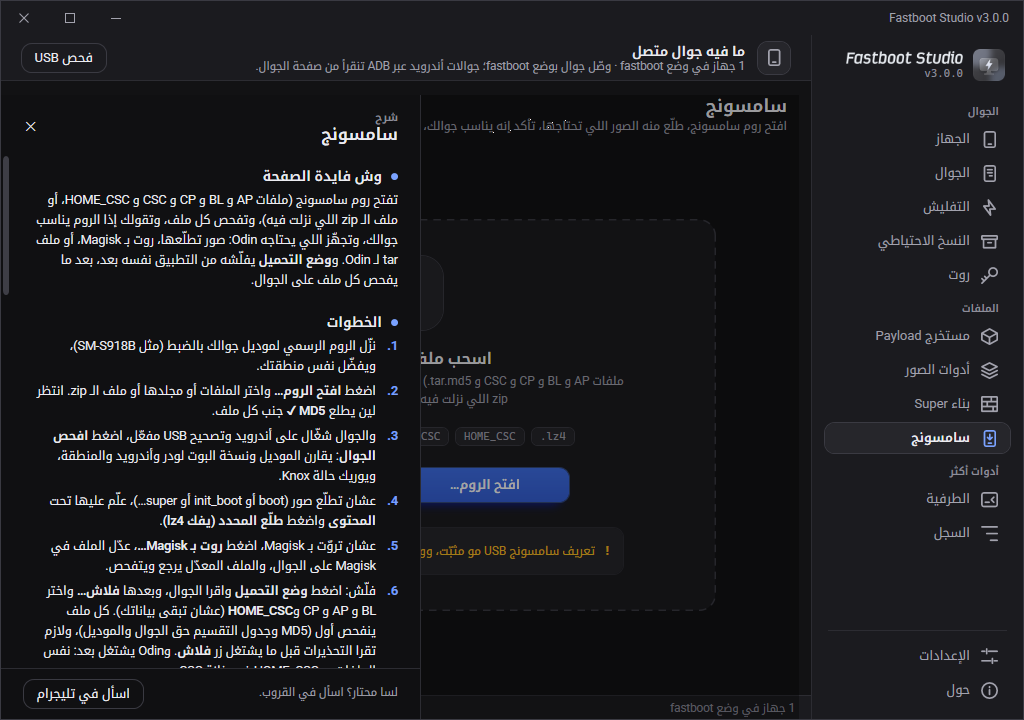 Fastboot Studio v3.0.0
ما فيه جوال متصل
1 جهاز في وضع fastboot · وصّل جوال بوضع fastboot؛ جوالات أندرويد عبر ADB تنقرأ من صفحة الجوال.
فحص USB
Fastboot Studio
v3.0.0
الجوال
الجهاز
الجوال
التفليش
النسخ الاحتياطي
روت
الملفات
مستخرج Payload
أدوات الصور
بناء Super
سامسونج
أدوات أكثر
الطرفية
السجل
الإعدادات
حول
سامسونج
افتح روم سامسونج، طلّع منه الصور اللي تحتاجها، تأكد إنه يناسب جوالك،
اسحب
ملفات AP و BL و CP و CSC و (.tar.md5
zip اللي نزلت فيه
CSC
HOME_CSC
.lz4
افتح الروم...
! تعريف سامسونج USB مو مثبّت،
1 جهاز في وضع fastboot
شرح
سامسونج
وش فايدة الصفحة
تفتح روم سامسونج (ملفات AP و BL و CP و CSC و HOME_CSC، أو
ملف الـ zip اللي نزلت فيه)، وتفحص كل ملف، وتقولك إذا الروم يناسب
جوالك، وتجهّز اللي يحتاجه Odin: صور تطلّعها، روت بـ Magisk، أو ملف
tar لـ Odin. ووضع التحميل يفلّشه من التطبيق نفسه بعد، بعد ما
يفحص كل ملف على الجوال.
الخطوات
1. نزّل الروم الرسمي لموديل جوالك بالضبط (مثل SM-S918B)،
ويفضّل نفس منطقتك.
2. اضغط افتح الروم... واختر الملفات أو مجلدها أو ملف الـ zip. انتظر
لين يطلع MD5 ✓ جنب كل ملف.
3. والجوال شغّال على أندرويد وتصحيح USB مفعّل، اضغط افحص
الجوال: يقارن الموديل ونسخة البوت لودر وأندرويد والمنطقة،
ويوريك حالة Knox.
4. عشان تطلّع صور (boot أو init_boot أو super...)، علّم عليها تحت
المحتوى واضغط طلّع المحدد (يفك lz4).
5. عشان تروّت بـ Magisk، اضغط روت بـ Magisk...، عدّل الملف في
Magisk على الجوال، والملف المعدّل يرجع ويتفحص.
6. فلّش: اضغط وضع التحميل واقرا الجوال، وبعدها فلاش... واختر
BL و AP و CP وHOME_CSC (عشان تبقى بياناتك). كل ملف
ينفحص أول (MD5 وجدول التقسيم حق الجوال والموديل)، ولازم
تقرا التحذيرات قبل ما يشتغل زر فلاش. وOdin يشتغل بعد: نفس
لسا محتار؟ اسأل في القروب.
اسأل في تليجرام